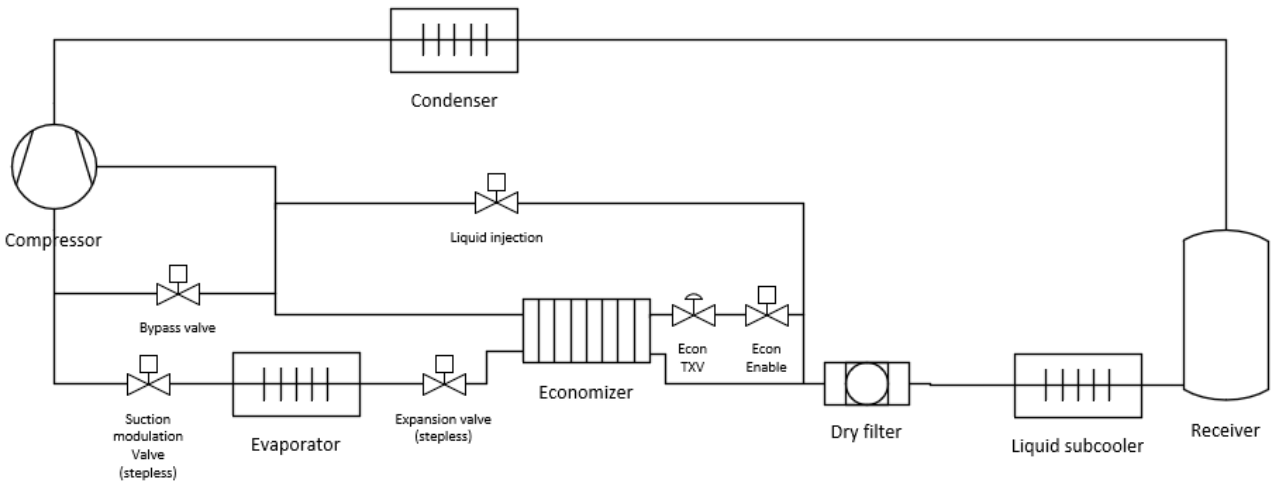 Condenser
Compressor
Liquid injection
Bypass valve
Econ
TXV
Econ
Enable
Economizer
Suction
modulation
Valve
(stepless)
Evaporator
Expansion valve
(stepless)
Dry filter
Liquid subcooler
Receiver